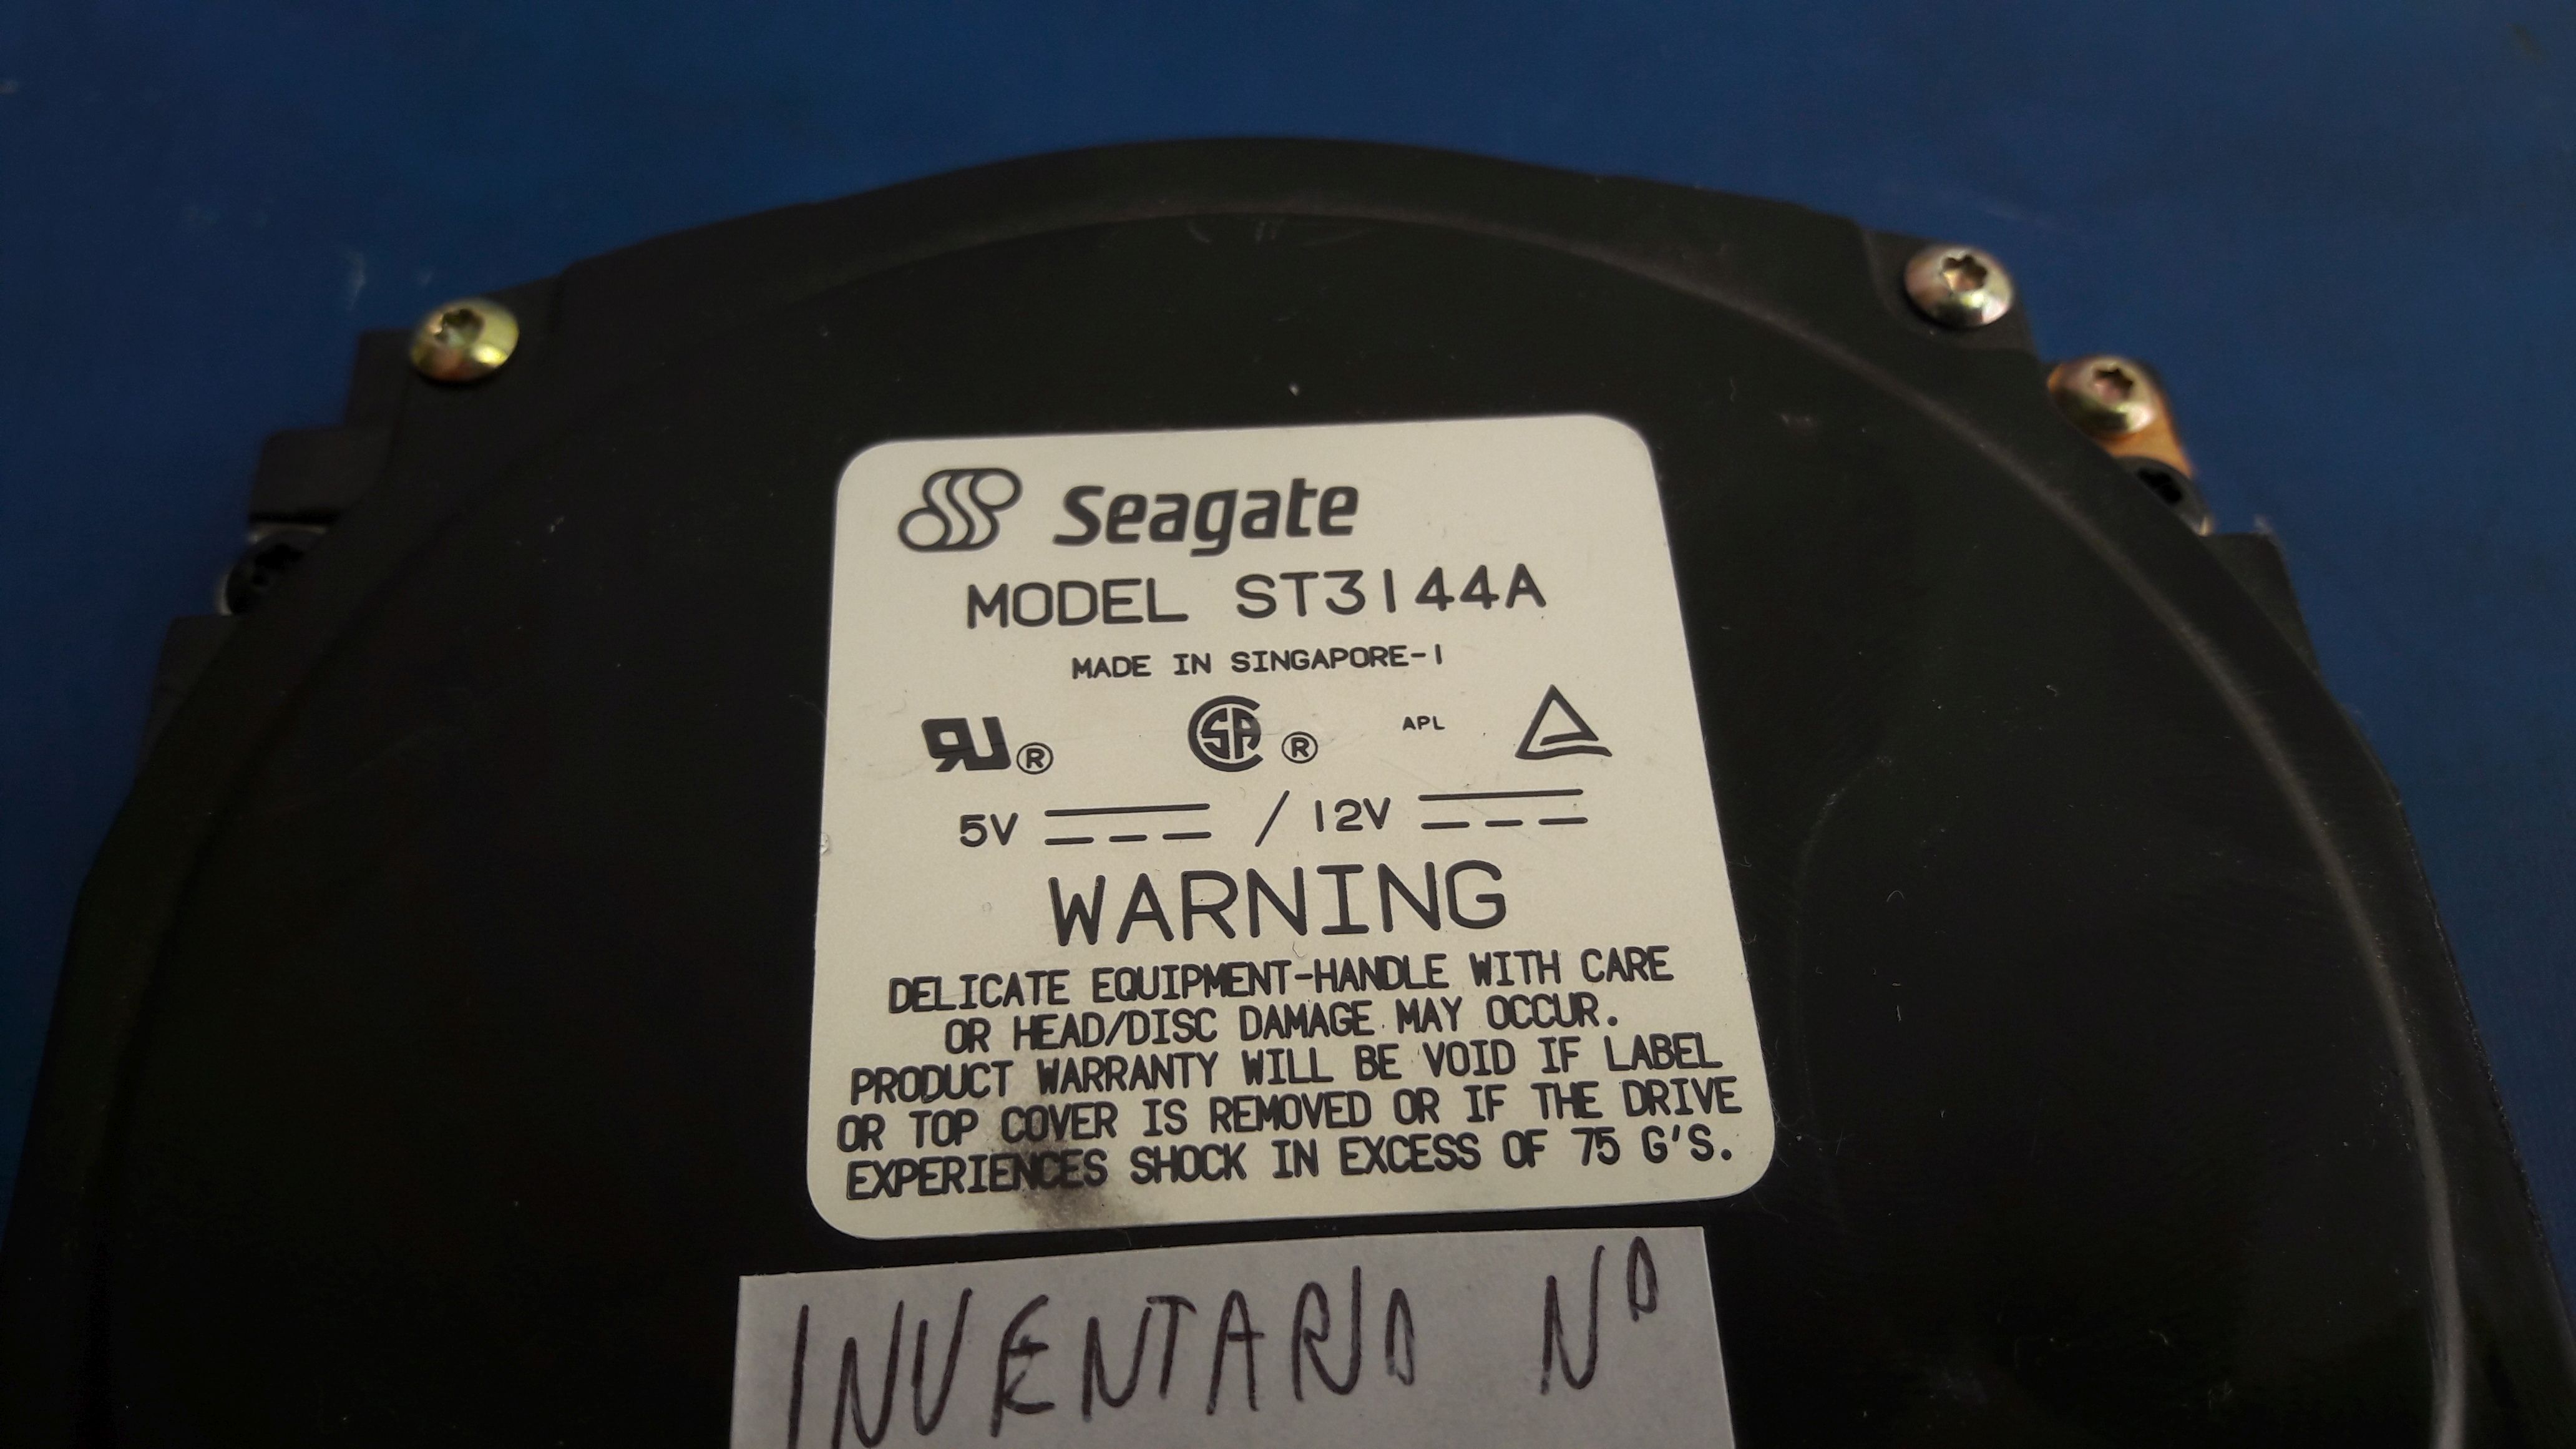 Seagate
MODEL ST3144A
MADE IN SINGAPORE-1
RU® SA® APL
5V / 12V
WARNING
DELICATE EQUIPMENT-HANDLE WITH CARE
OR HEAD/DISC DAMAGE MAY OCCUR.
PRODUCT WARRANTY WILL BE VOID IF LABEL
OR TOP COVER IS REMOVED OR IF THE DRIVE
EXPERIENCES SHOCK IN EXCESS OF 75 G'S.
INVENTARIO Nº